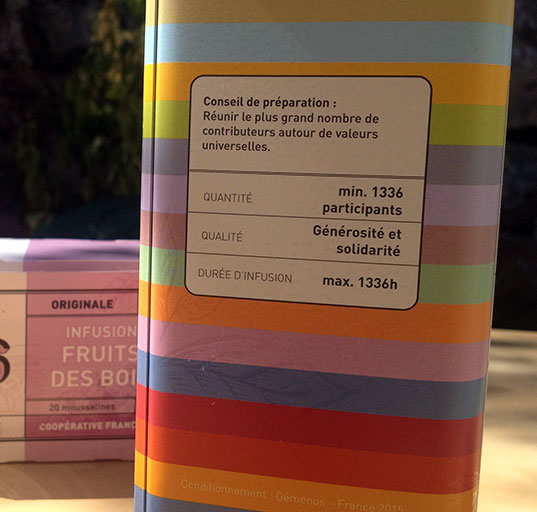 Conseil de préparation :
Réunir le plus grand nombre de
contributeurs autour de valeurs
universelles.
QUANTITÉ
min. 1336
participants
QUALITÉ
Générosité et
solidarité
DURÉE D'INFUSION
max. 1336h
Conditionnement : Gémenos - France 2015
6
ORIGINALE
INFUSION
FRUITS
DES BOI
20 mousselines
COOPÉRATIVE FRANÇ